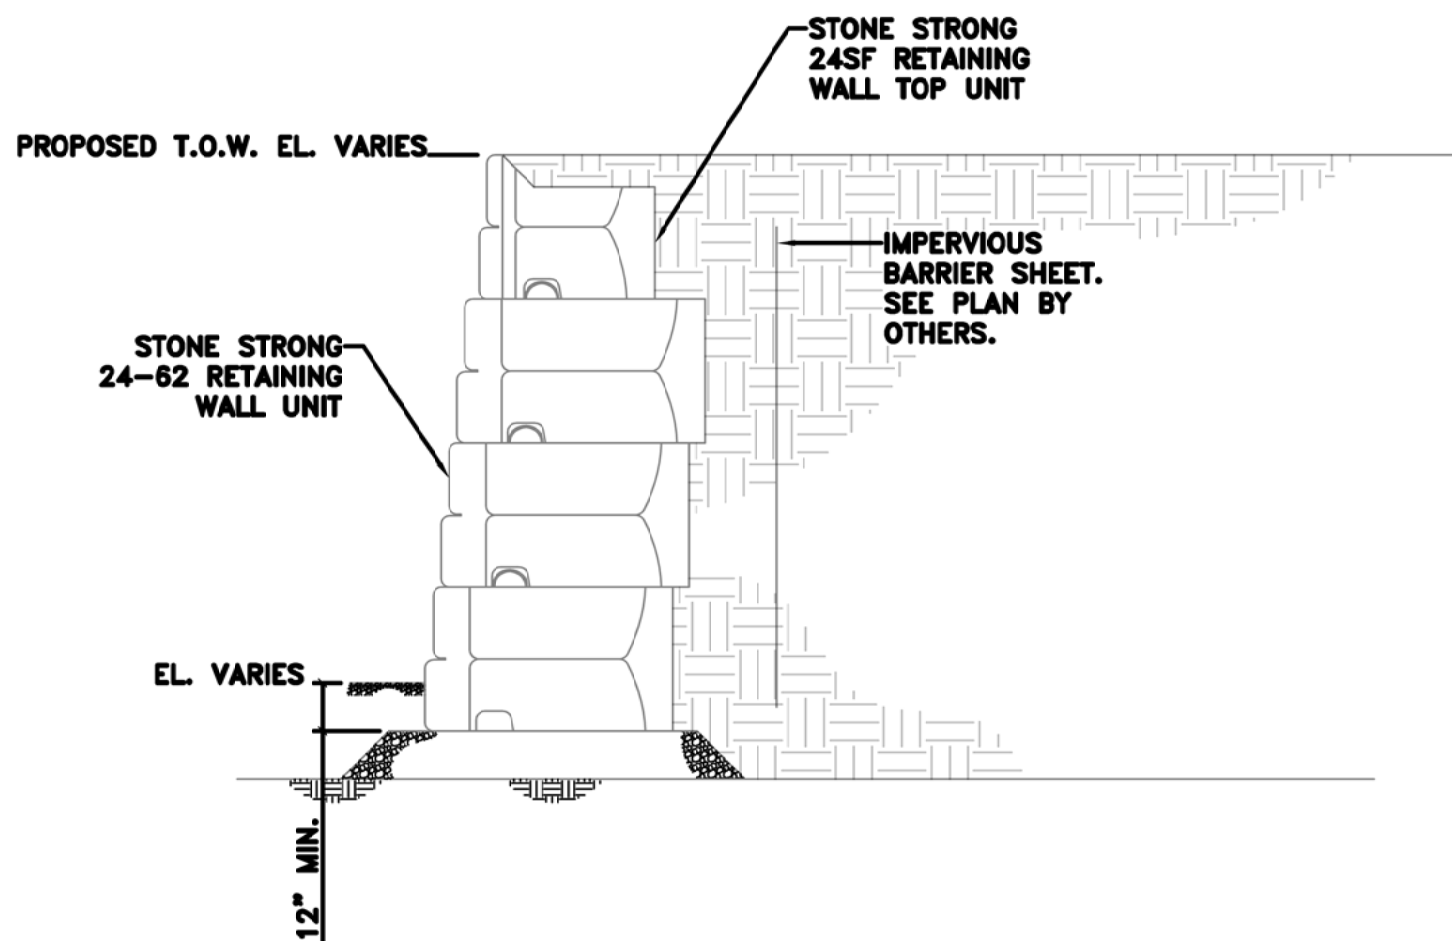 STONE STRONG
24SF RETAINING
WALL TOP UNIT
PROPOSED T.O.W. EL. VARIES
IMPERVIOUS
BARRIER SHEET.
SEE PLAN BY
OTHERS.
STONE STRONG
24-62 RETAINING
WALL UNIT
EL. VARIES
12" MIN.